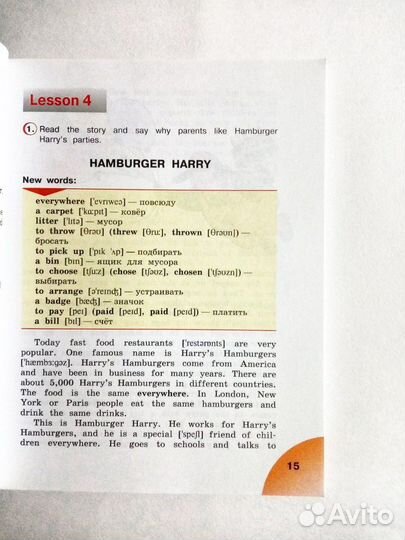 Lesson 4
1. Read the story and say why parents like Hamburger
Harry's parties.
HAMBURGER HARRY
New words:
everywhere ['evrɪweə] — повсюду
a carpet ['kɑːpɪt] — ковёр
litter ['lɪtə] — мусор
to throw [θrəʊ] (threw [θruː], thrown [θrəʊn]) —
бросать
to pick up ['pɪk 'ʌp] — подбирать
a bin [bɪn] — ящик для мусора
to choose [tʃuːz] (chose [tʃəʊz], chosen ['tʃəʊzn]) —
выбирать
to arrange [ə'reɪndʒ] — устраивать
a badge [bædʒ] — значок
to pay [peɪ] (paid [peɪd], paid [peɪd]) — платить
a bill [bɪl] — счёт
Today fast food restaurants ['restərɒnts] are very
popular. One famous name is Harry's Hamburgers
['hæmbɜːgəz]. Harry's Hamburgers come from America
and have been in business for many years. There are
about 5,000 Harry's Hamburgers in different countries.
The food is the same everywhere. In London, New
York or Paris people eat the same hamburgers and
drink the same drinks.
This is Hamburger Harry. He works for Harry's
Hamburgers, and he is a special ['speʃl] friend of chil-
dren everywhere. He goes to schools and talks to
15
Avito